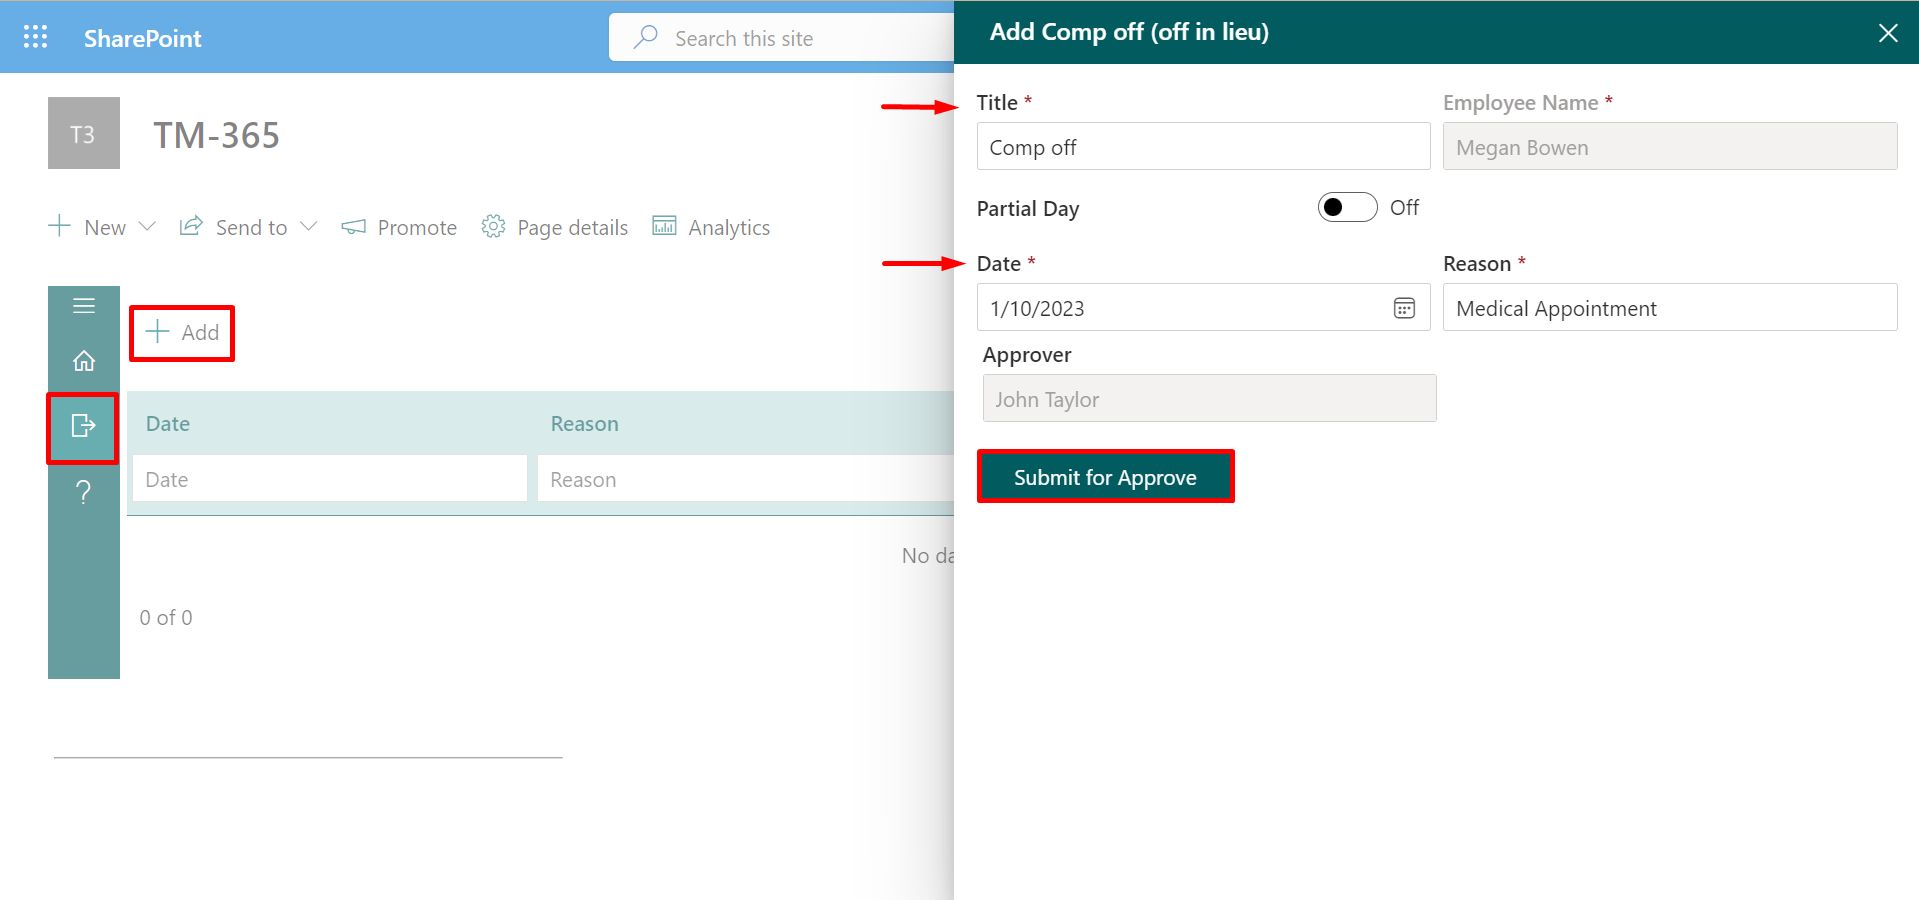 SharePoint
Search this site
T3
TM-365
New
Send to
Promote
Page details
Analytics
Add
Date
Reason
Date
Reason
No da
0 of 0
?
Add Comp off (off in lieu)
Title *
Comp off
Employee Name *
Megan Bowen
Partial Day
Off
Date *
1/10/2023
Reason *
Medical Appointment
Approver
John Taylor
Submit for Approve